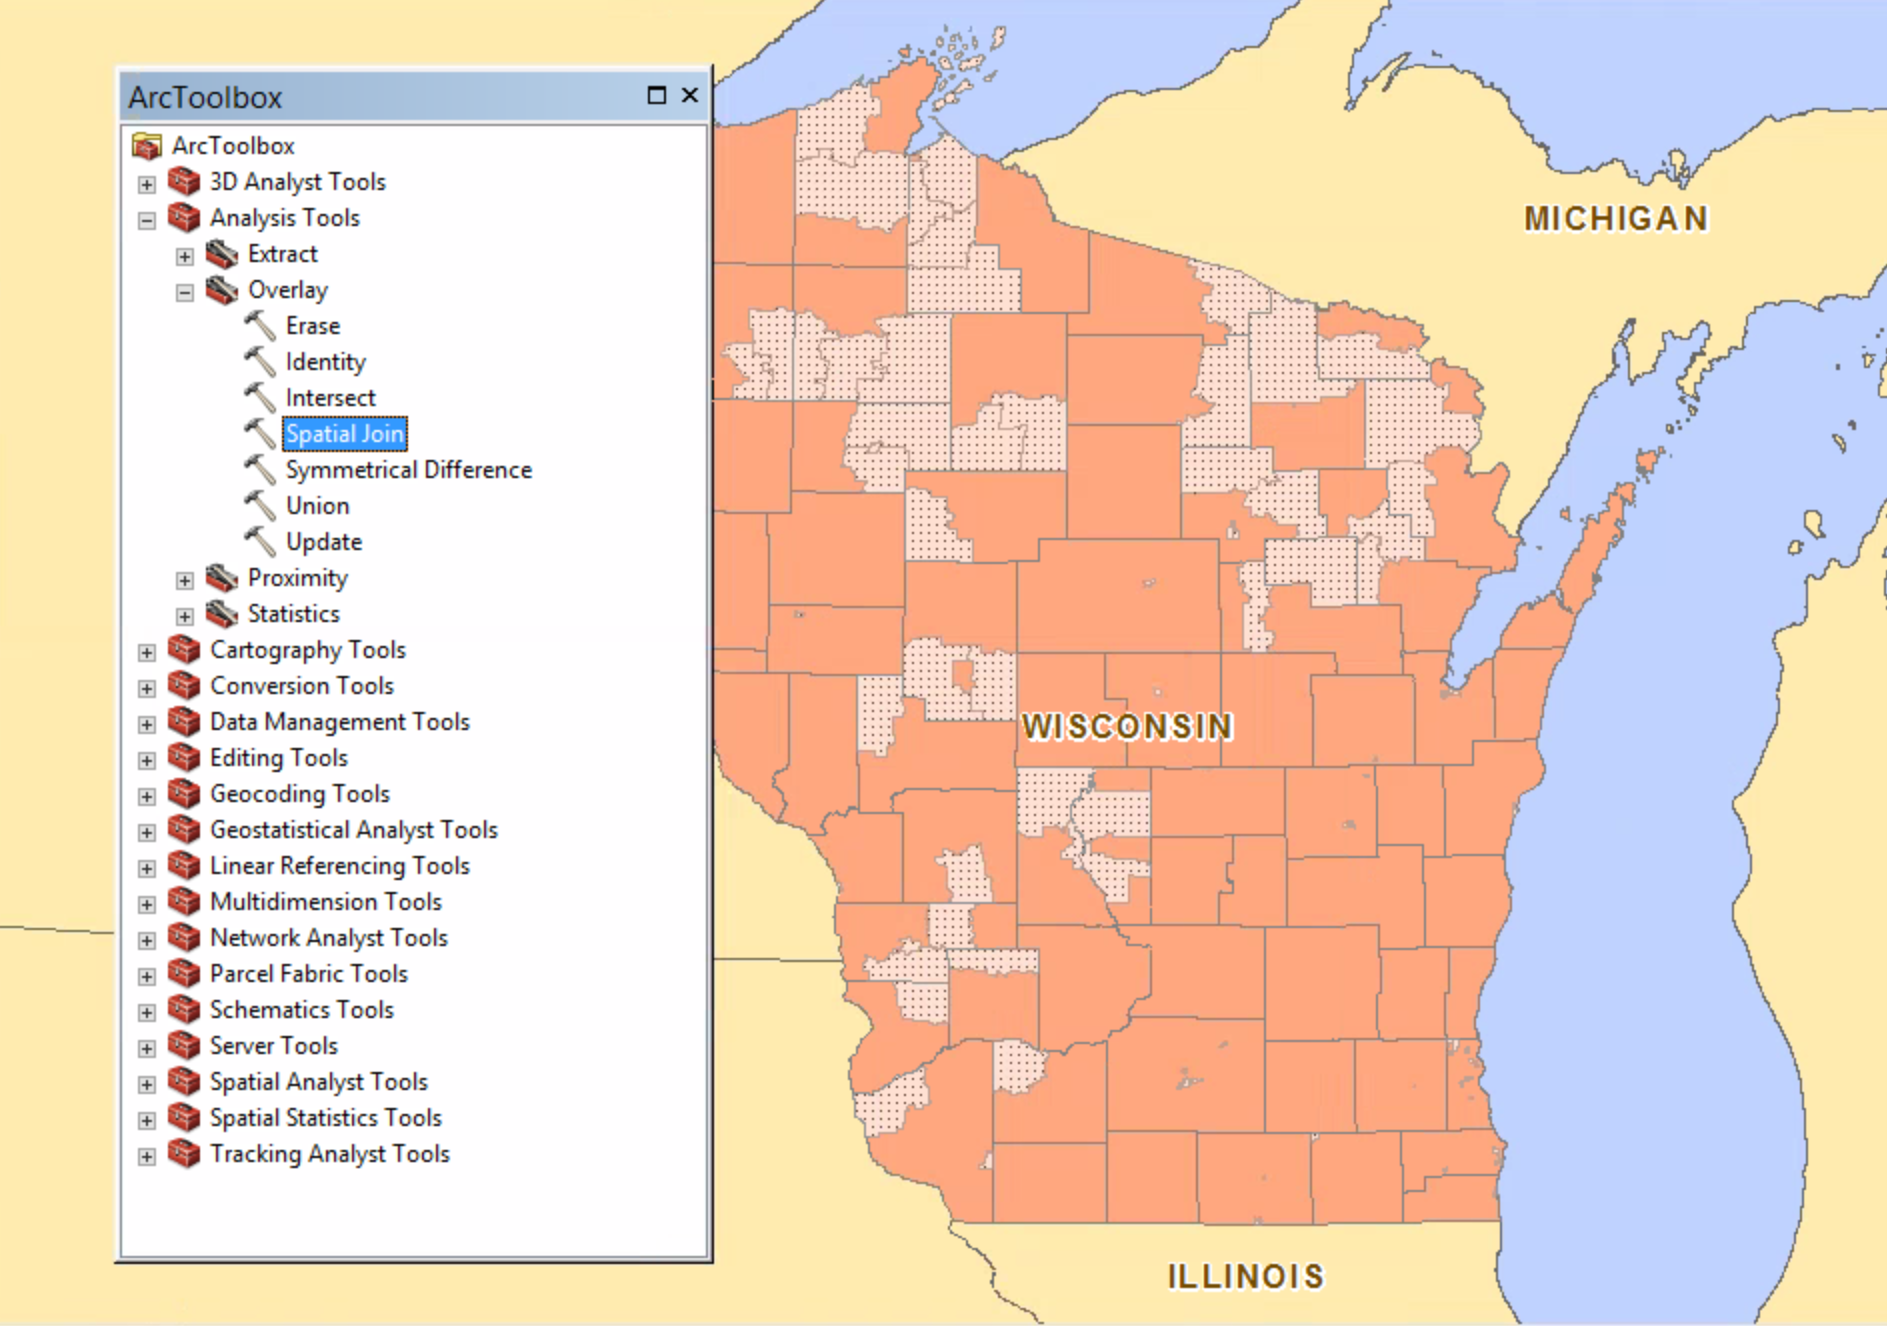 ArcToolbox
ArcToolbox
3D Analyst Tools
Analysis Tools
Extract
Overlay
Erase
Identity
Intersect
Spatial Join
Symmetrical Difference
Union
Update
Proximity
Statistics
Cartography Tools
Conversion Tools
Data Management Tools
Editing Tools
Geocoding Tools
Geostatistical Analyst Tools
Linear Referencing Tools
Multidimension Tools
Network Analyst Tools
Parcel Fabric Tools
Schematics Tools
Server Tools
Spatial Analyst Tools
Spatial Statistics Tools
Tracking Analyst Tools
MICHIGAN
WISCONSIN
ILLINOIS